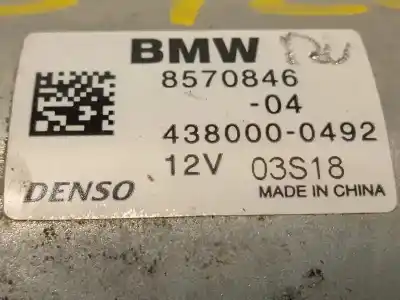 BMW
8570846
-04
438000-0492
12V 03S18
DENSO MADE IN CHINA